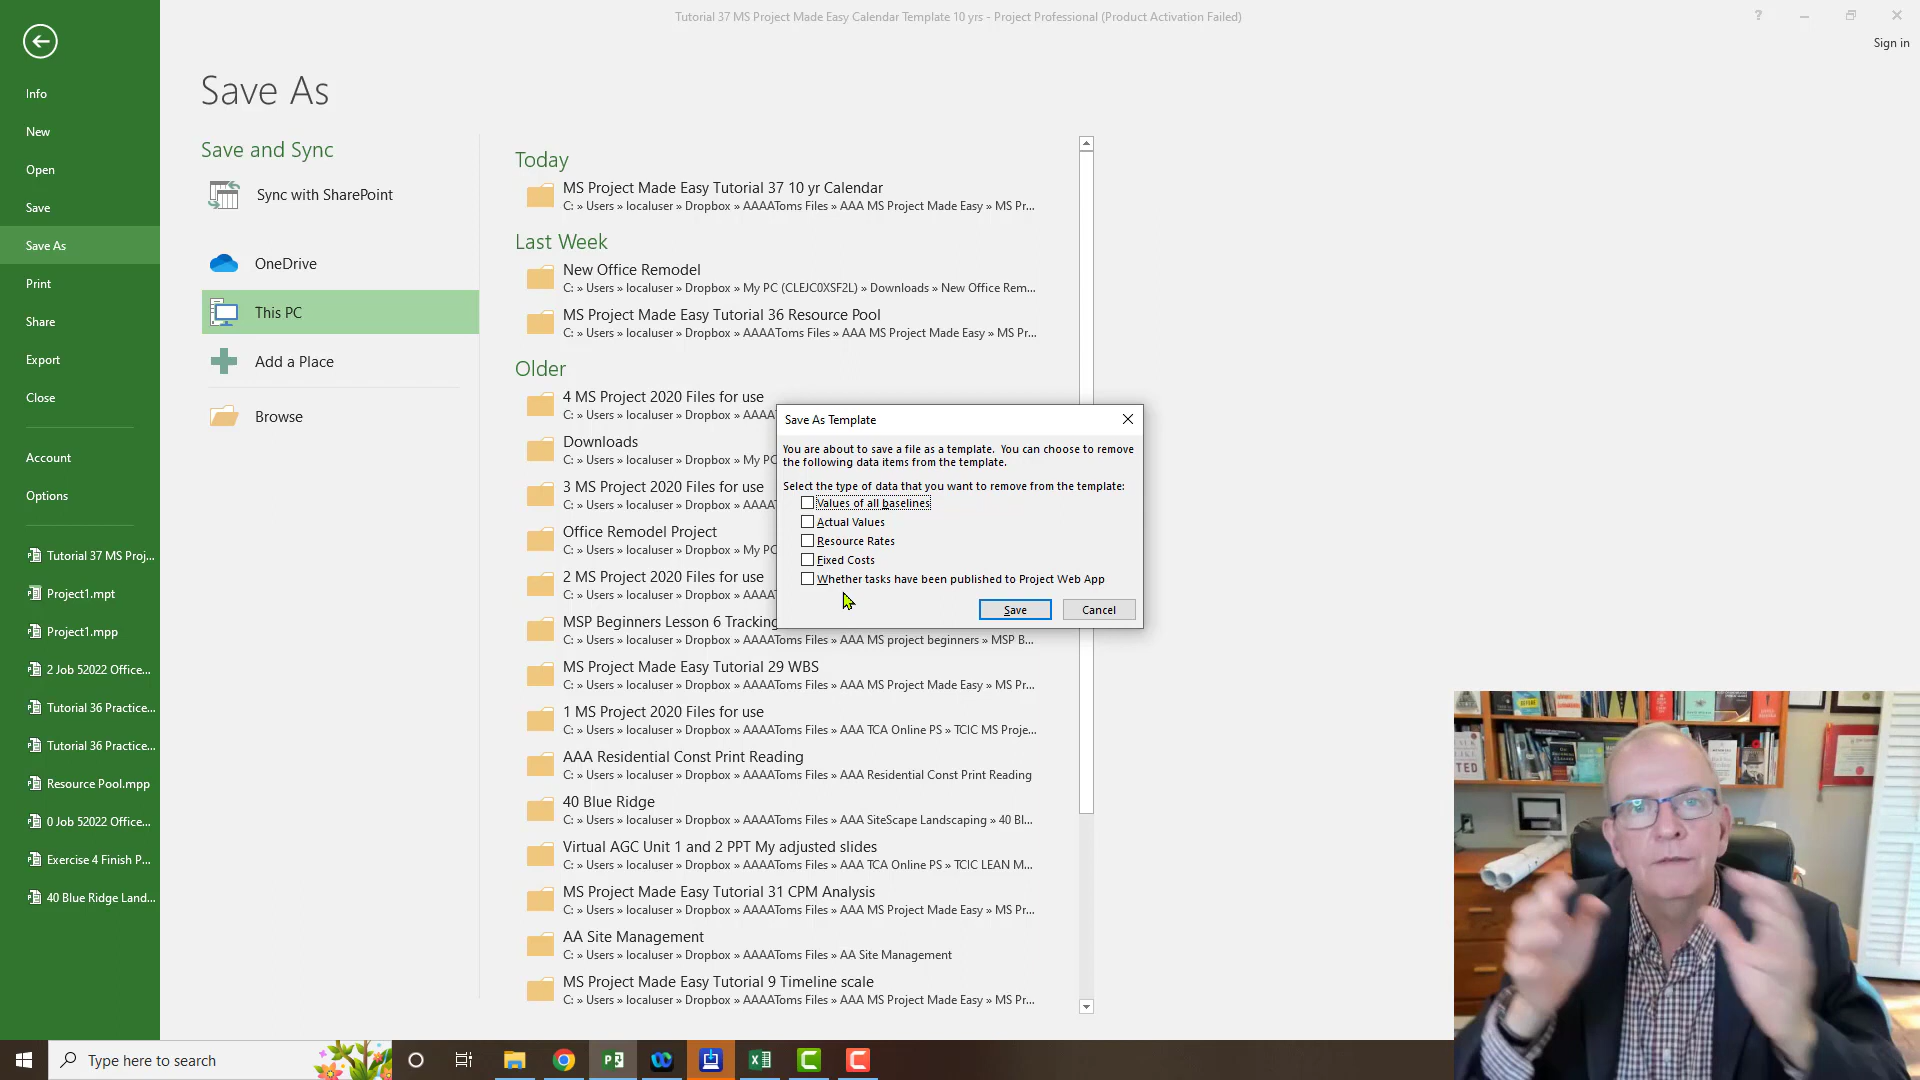 Tutorial 37 MS Project Made Easy Calendar Template 10 yrs - Project Professional (Product Activation Failed)
?
Sign in
Info
New
Open
Save
Save As
Print
Share
Export
Close
Account
Options
Tutorial 37 MS Proj...
Project1.mpt
Project1.mpp
2 Job 52022 Office...
Tutorial 36 Practice...
Tutorial 36 Practice...
Resource Pool.mpp
0 Job 52022 Office...
Exercise 4 Finish P...
40 Blue Ridge Land...
Save As
Save and Sync
Sync with SharePoint
OneDrive
This PC
Add a Place
Browse
Today
MS Project Made Easy Tutorial 37 10 yr Calendar
C: » Users » localuser » Dropbox » AAAAToms Files » AAA MS Project Made Easy » MS Pr...
Last Week
New Office Remodel
C: » Users » localuser » Dropbox » My PC (CLEJC0XSF2L) » Downloads » New Office Rem...
MS Project Made Easy Tutorial 36 Resource Pool
C: » Users » localuser » Dropbox » AAAAToms Files » AAA MS Project Made Easy » MS Pr...
Older
4 MS Project 2020 Files for use
C: » Users » localuser » Dropbox » AAAAT
Downloads
C: » Users » localuser » Dropbox » My PC
3 MS Project 2020 Files for use
C: » Users » localuser » Dropbox » AAAAT
Office Remodel Project
C: » Users » localuser » Dropbox » My PC
2 MS Project 2020 Files for use
C: » Users » localuser » Dropbox » AAAAT
MSP Beginners Lesson 6 Tracking
C: » Users » localuser » Dropbox » AAAAToms Files » AAA MS project beginners » MSP B...
MS Project Made Easy Tutorial 29 WBS
C: » Users » localuser » Dropbox » AAAAToms Files » AAA MS Project Made Easy » MS Pr...
1 MS Project 2020 Files for use
C: » Users » localuser » Dropbox » AAAAToms Files » AAA TCA Online PS » TCIC MS Proje...
AAA Residential Const Print Reading
C: » Users » localuser » Dropbox » AAAAToms Files » AAA Residential Const Print Reading
40 Blue Ridge
C: » Users » localuser » Dropbox » AAAAToms Files » AAA SiteScape Landscaping » 40 Bl...
Virtual AGC Unit 1 and 2 PPT My adjusted slides
C: » Users » localuser » Dropbox » AAAAToms Files » AAA TCA Online PS » TCIC LEAN M...
MS Project Made Easy Tutorial 31 CPM Analysis
C: » Users » localuser » Dropbox » AAAAToms Files » AAA MS Project Made Easy » MS Pr...
AA Site Management
C: » Users » localuser » Dropbox » AAAAToms Files » AA Site Management
MS Project Made Easy Tutorial 9 Timeline scale
C: » Users » localuser » Dropbox » AAAAToms Files » AAA MS Project Made Easy » MS Pr...
Save As Template
You are about to save a file as a template. You can choose to remove
the following data items from the template.
Select the type of data that you want to remove from the template:
Values of all baselines
Actual Values
Resource Rates
Fixed Costs
Whether tasks have been published to Project Web App
Save
Cancel
Type here to search